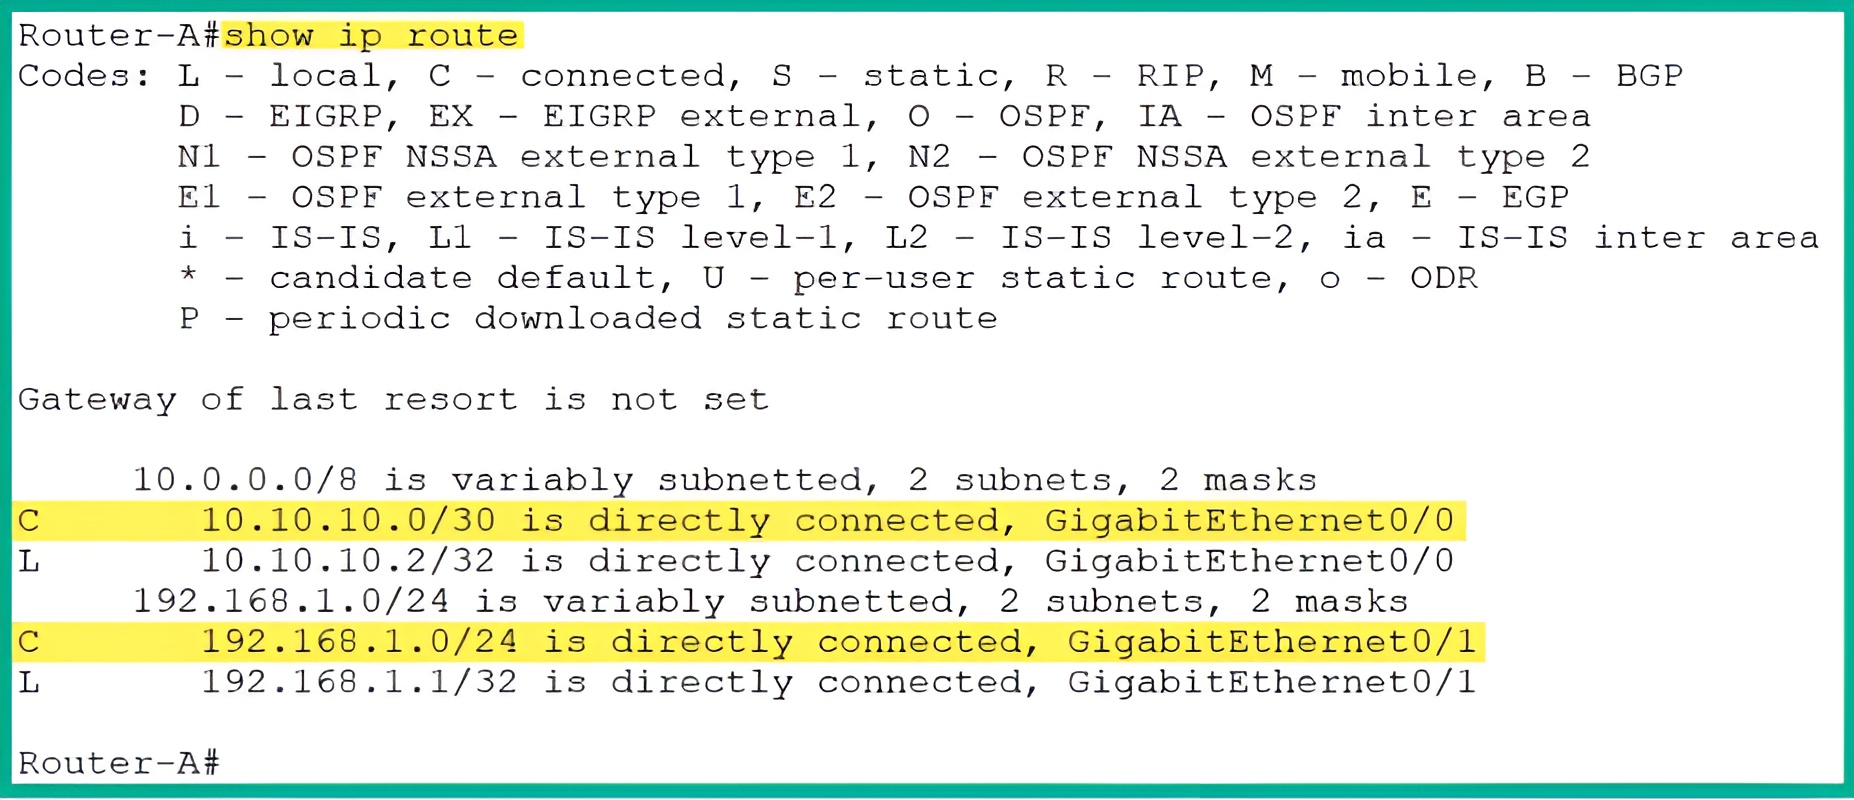 Router-A#show ip route
Codes: L - local, C - connected, S - static, R - RIP, M - mobile, B - BGP
       D - EIGRP, EX - EIGRP external, O - OSPF, IA - OSPF inter area
       N1 - OSPF NSSA external type 1, N2 - OSPF NSSA external type 2
       E1 - OSPF external type 1, E2 - OSPF external type 2, E - EGP
       i - IS-IS, L1 - IS-IS level-1, L2 - IS-IS level-2, ia - IS-IS inter area
       * - candidate default, U - per-user static route, o - ODR
       P - periodic downloaded static route
Gateway of last resort is not set
     10.0.0.0/8 is variably subnetted, 2 subnets, 2 masks
C       10.10.10.0/30 is directly connected, GigabitEthernet0/0
L       10.10.10.2/32 is directly connected, GigabitEthernet0/0
     192.168.1.0/24 is variably subnetted, 2 subnets, 2 masks
C       192.168.1.0/24 is directly connected, GigabitEthernet0/1
L       192.168.1.1/32 is directly connected, GigabitEthernet0/1
Router-A#